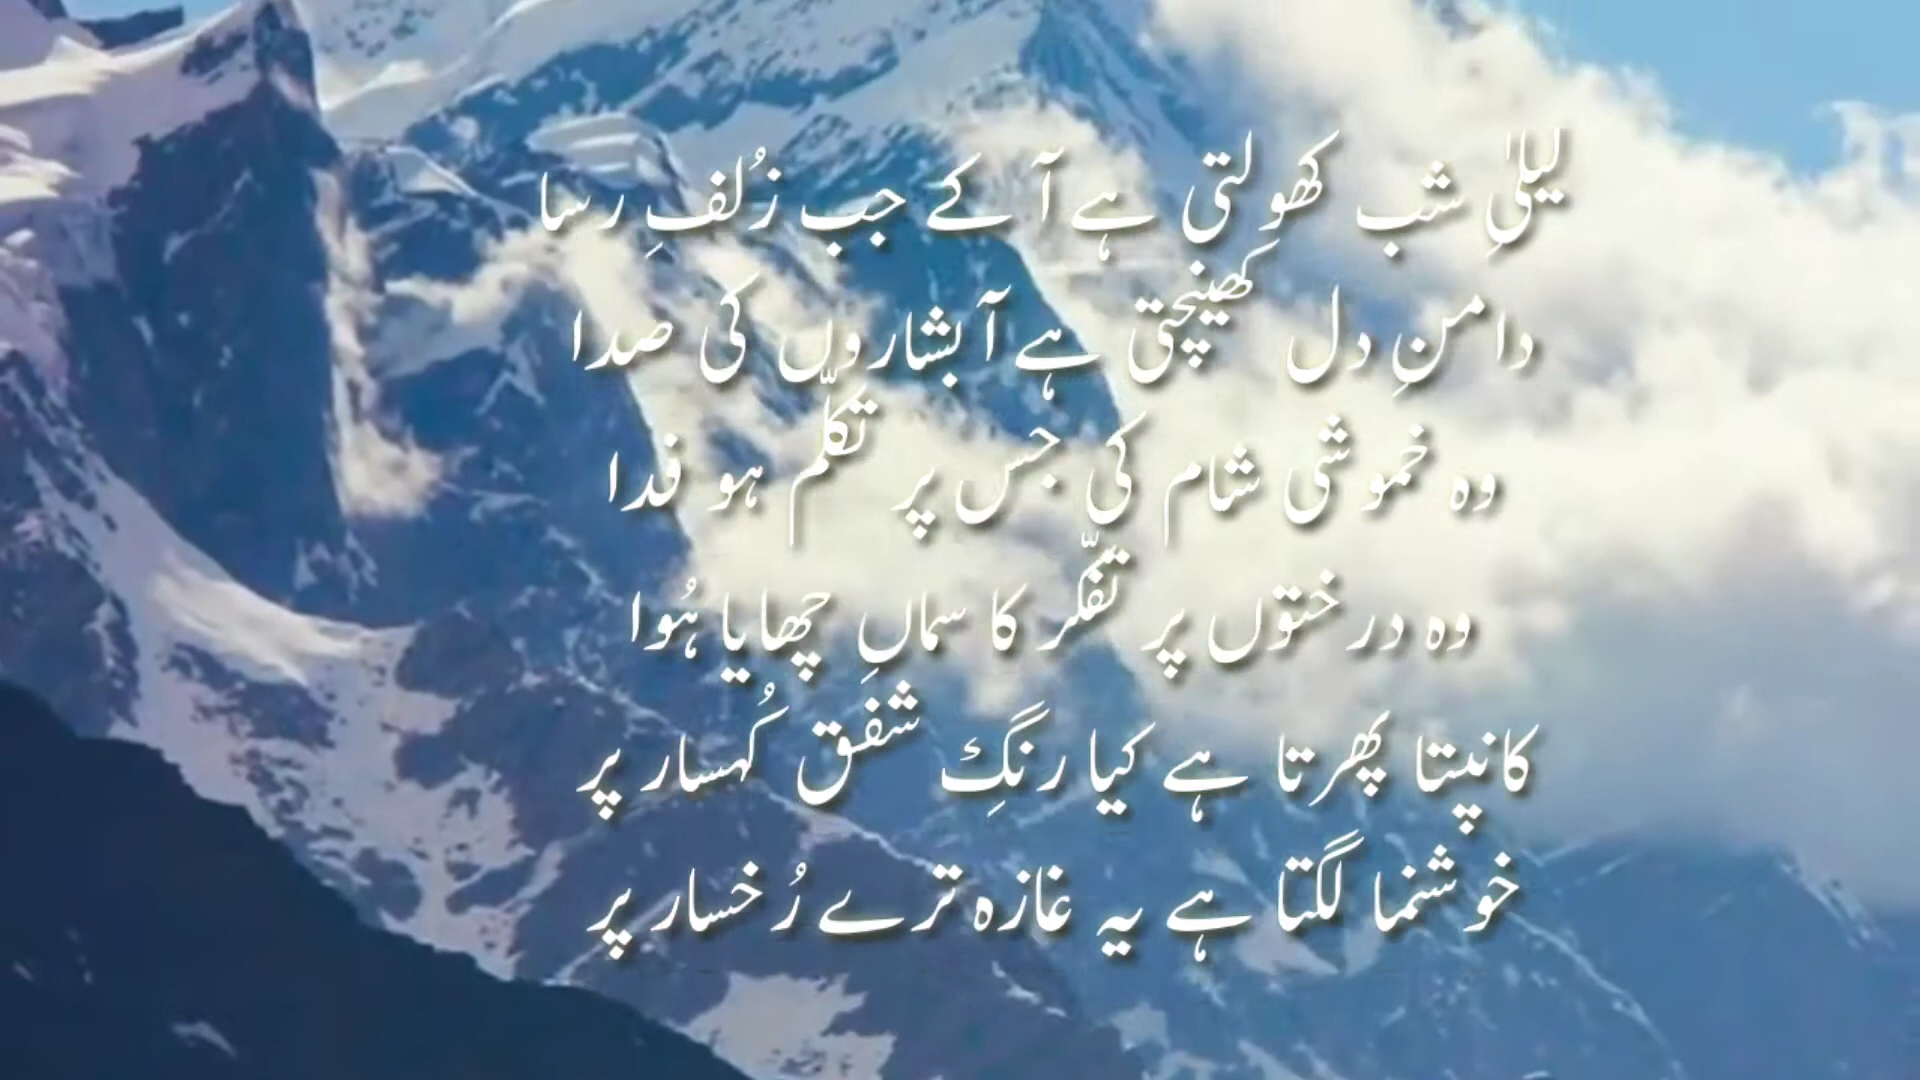 لیلیِٰ شب کھولتی ہے آ کے جب زُلفِ رسا
دامنِ دل کھینچتی ہے آبشاروں کی صدا
وہ خموشی شام کی جس پر تکلّم ہو فدا
وہ درختوں پر تفکّر کا سماں چھایا ہُوا
کانپتا پھرتا ہے کیا رنگِ شفق کُہسار پر
خوشنما لگتا ہے یہ غازہ ترے رُخسار پر